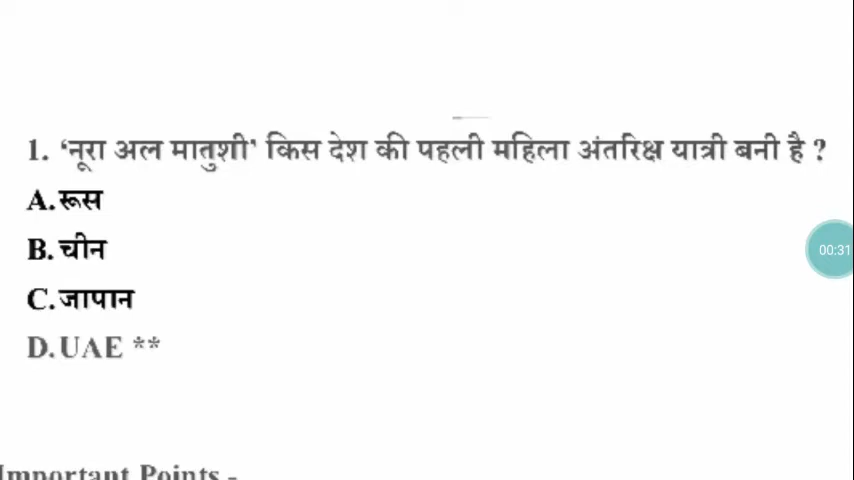 1. ‘नूरा अल मातुशी’ किस देश की पहली महिला अंतरिक्ष यात्री बनी है ?
A. रूस
B. चीन
00:31
C. जापान
D. UAE **
Important Points -